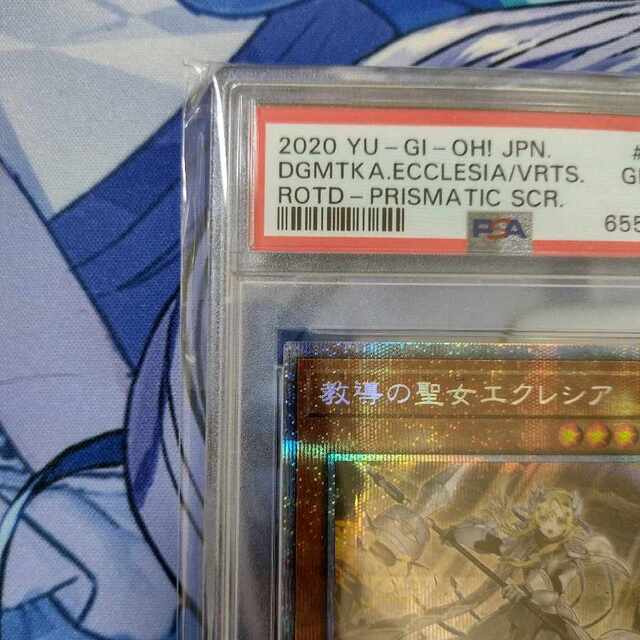 2020 YU-GI-OH! JPN. #
DGMTKA.ECCLESIA/VRTS.
ROTD-PRISMATIC SCR. 655
PSA
教導の聖女エクレシア